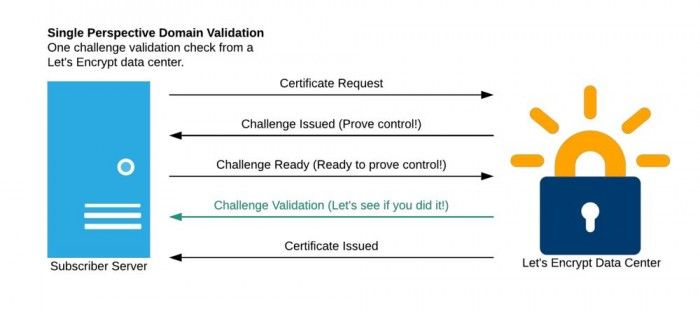 Single Perspective Domain Validation
One challenge validation check from a
Let's Encrypt data center.
Certificate Request
Challenge Issued (Prove control!)
Challenge Ready (Ready to prove control!)
Challenge Validation (Let's see if you did it!)
Certificate Issued
Subscriber Server
Let's Encrypt Data Center